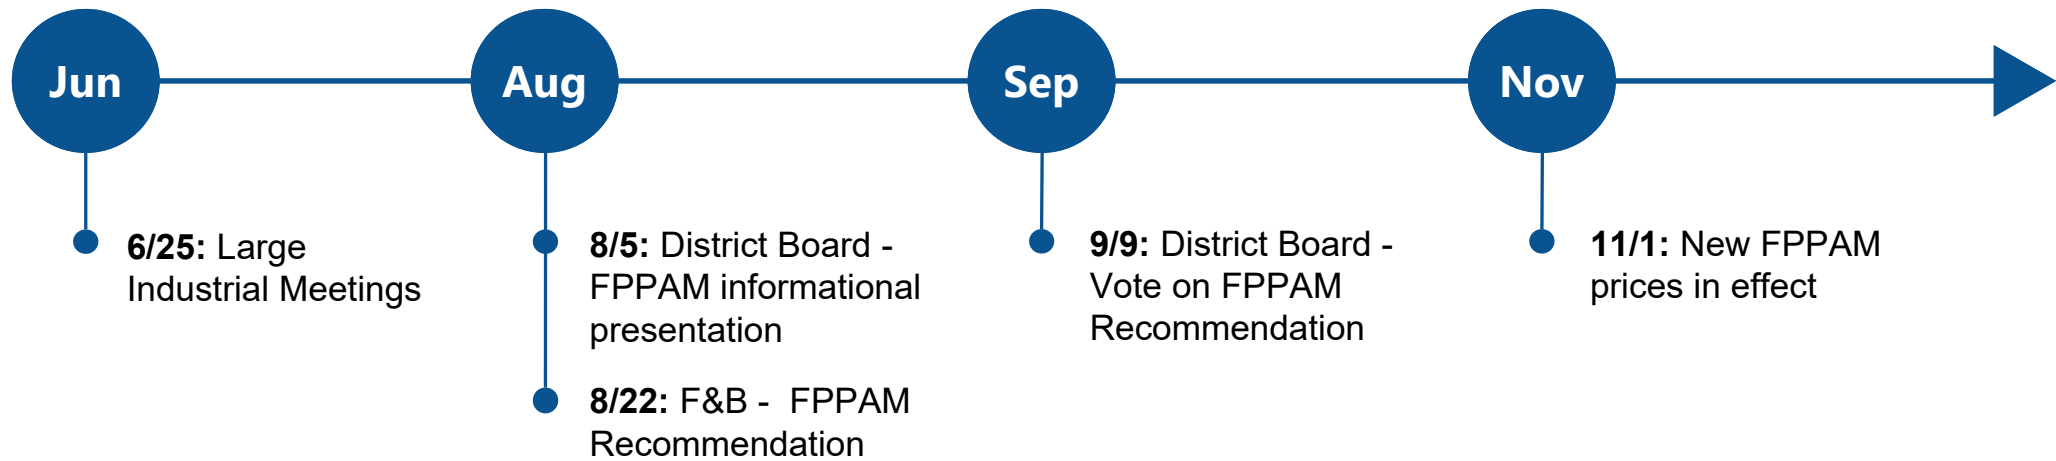 Jun
Aug
Sep
Nov
6/25: Large
Industrial Meetings
8/5: District Board -
FPPAM informational
presentation
8/22: F&B -  FPPAM
Recommendation
9/9: District Board -
Vote on FPPAM
Recommendation
11/1: New FPPAM
prices in effect